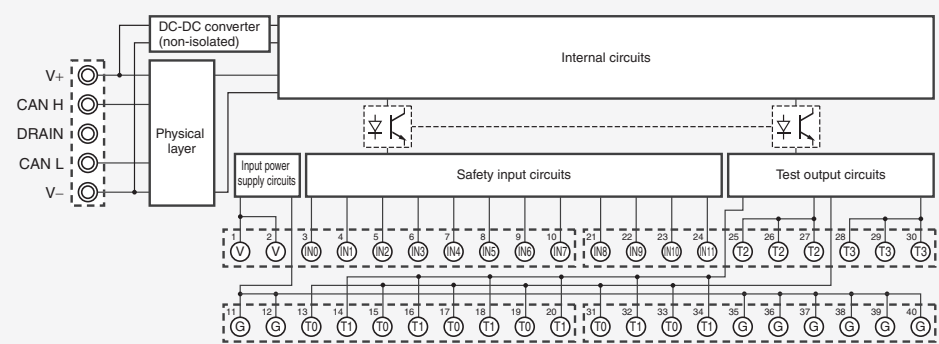 DC-DC converter
(non-isolated)
Internal circuits
V+
CAN H
DRAIN
CAN L
V−
Physical
layer
Input power
supply circuits
Safety input circuits
Test output circuits
1 2 3 4 5 6 7 8 9 10 21 22 23 24 25 26 27 28 29 30
V V IN0 IN1 IN2 IN3 IN4 IN5 IN6 IN7 IN8 IN9 IN10 IN11 T2 T2 T2 T3 T3 T3
11 12 13 14 15 16 17 18 19 20 31 32 33 34 35 36 37 38 39 40
G G T0 T1 T0 T1 T0 T1 T0 T1 T0 T1 T0 T1 G G G G G G